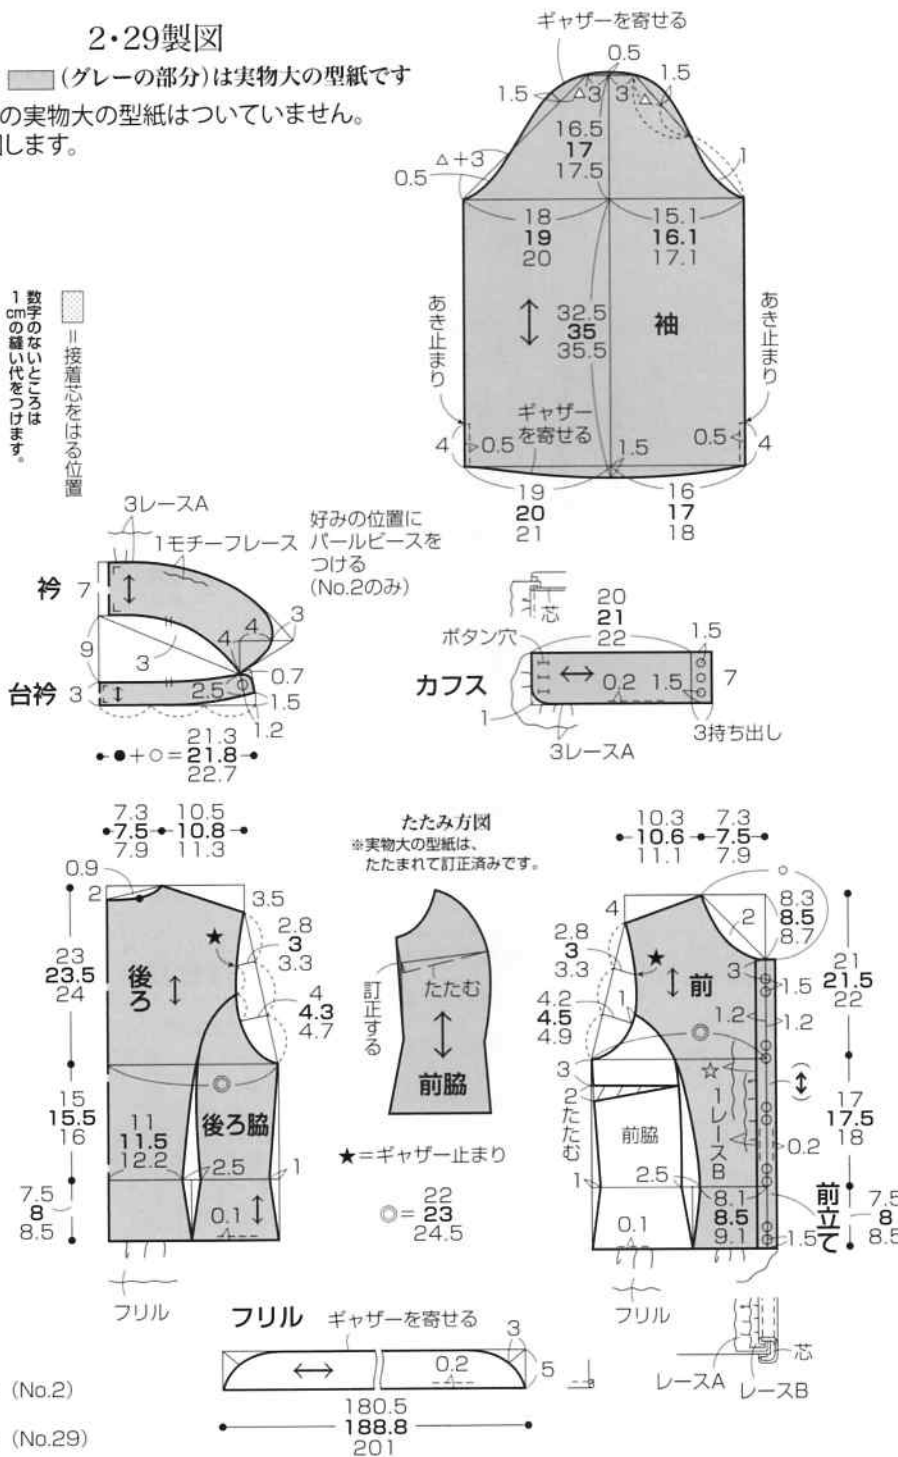 2・29製図
(グレーの部分)は実物大の型紙です
の実物大の型紙はついていません。
します。
数字のないところは
1cmの縫い代をつけます。
＝接着芯をはる位置
ギャザーを寄せる
0.5
1.5
△
3
3
△
1.5
16.5
17
17.5
△+3
0.5
1
18
19
20
15.1
16.1
17.1
あき止まり
32.5
35
35.5
袖
あき止まり
ギャザー
を寄せる
4
0.5
1.5
0.5
4
19
20
21
16
17
18
3レースA
1モチーフレース
好みの位置に
パールビースを
つける
(No.2のみ)
衿
7
9
3
4
4
3
0.7
台衿
3
2.5
1.5
1.2
●+○=
21.3
21.8
22.7
芯
ボタン穴
20
21
22
1.5
カフス
0.2
1.5
7
1
3レースA
3持ち出し
7.3
7.5
7.9
10.5
10.8
11.3
0.9
2
3.5
★
2.8
3
3.3
23
23.5
24
後ろ
4
4.3
4.7
◎
15
15.5
16
11
11.5
12.2
後ろ脇
2.5
1
7.5
8
8.5
0.1
フリル
たたみ方図
※実物大の型紙は、
たたまれて訂正済みです。
訂正する
たたむ
前脇
★=ギャザー止まり
◎=
22
23
24.5
10.3
10.6
11.1
7.3
7.5
7.9
○
4
2
8.3
8.5
8.7
2.8
3
3.3
★
前
3
1.5
21
21.5
22
4.2
4.5
4.9
1
1.2
1.2
◎
3
☆
2
たたむ
1レースB
17
17.5
18
前脇
0.2
1
2.5
8.1
8.5
9.1
前立て
7.5
8
8.5
0.1
1.5
フリル
フリル
ギャザーを寄せる
3
0.2
5
芯
レースA
レースB
(No.2)
(No.29)
180.5
188.8
201